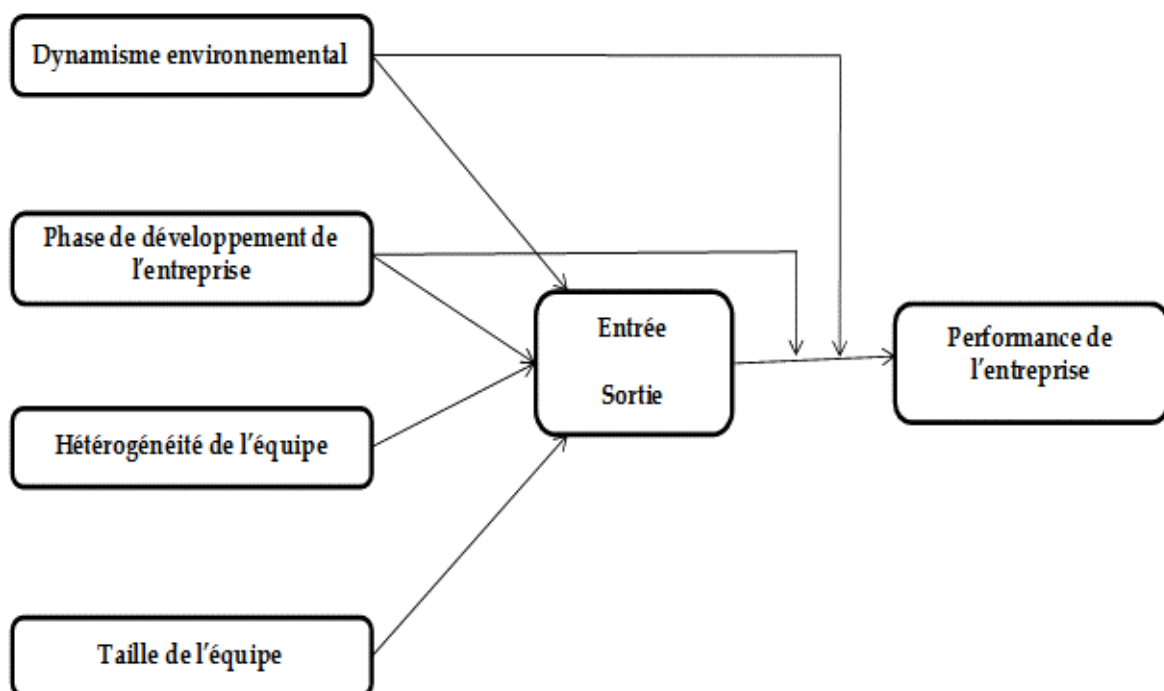 Dynamisme environnemental
Phase de développement de
l’entreprise
Entrée
Sortie
Performance de
l’entreprise
Hétérogénéité de l’équipe
Taille de l’équipe